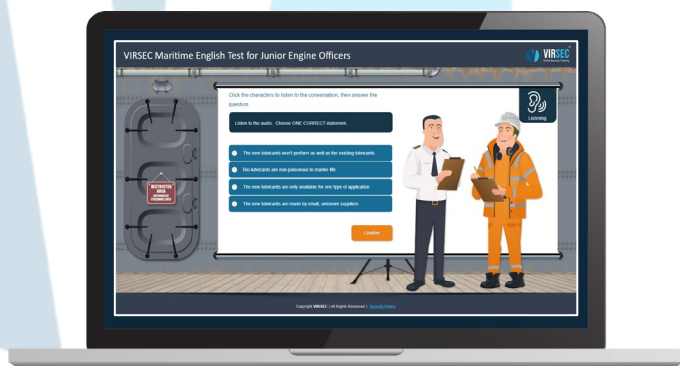 VIRSEC Maritime English Test for Junior Engine Officers
VIRSEC
Click the characters to listen to the conversation, then answer the
question
Listening
Listen to the audio. Choose ONE CORRECT statement.
The new lubricants won't perform as well as the existing lubricants
Bio-lubricants are non-poisonous to marine life
The new lubricants are only available for one type of application
The new lubricants are made by small, unknown suppliers
RESTRICTED
AREA
AUTHORIZED
PERSONNEL ONLY
Confirm
Copyright VIRSEC | All Rights Reserved | Security Notice